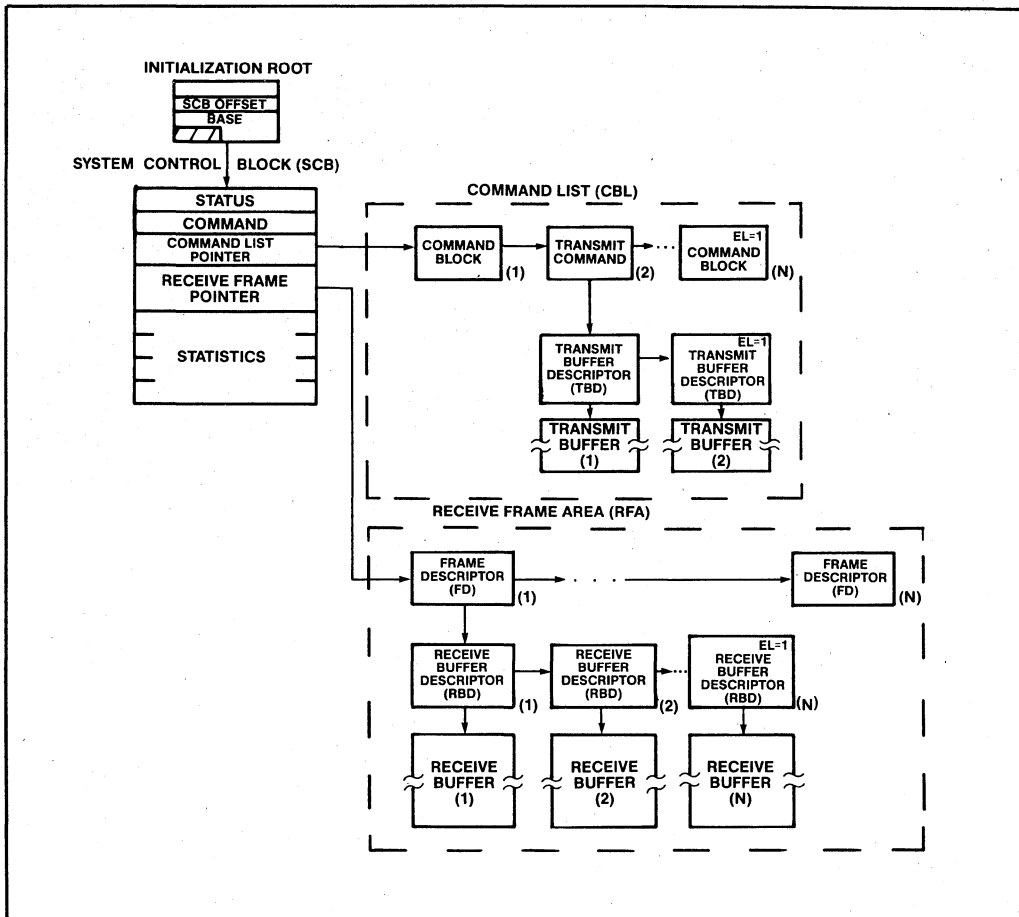 INITIALIZATION ROOT
SCB OFFSET
BASE
SYSTEM CONTROL BLOCK (SCB)
STATUS
COMMAND
COMMAND LIST
POINTER
RECEIVE FRAME
POINTER
STATISTICS
COMMAND LIST (CBL)
COMMAND
BLOCK
(1)
TRANSMIT
COMMAND
(2)
EL=1
COMMAND
BLOCK
(N)
TRANSMIT
BUFFER
DESCRIPTOR
(TBD)
EL=1
TRANSMIT
BUFFER
DESCRIPTOR
(TBD)
TRANSMIT
BUFFER
(1)
TRANSMIT
BUFFER
(2)
RECEIVE FRAME AREA (RFA)
FRAME
DESCRIPTOR
(FD)
(1)
FRAME
DESCRIPTOR
(FD)
(N)
RECEIVE
BUFFER
DESCRIPTOR
(RBD)
(1)
RECEIVE
BUFFER
DESCRIPTOR
(RBD)
(2)
EL=1
RECEIVE
BUFFER
DESCRIPTOR
(RBD)
(N)
RECEIVE
BUFFER
(1)
RECEIVE
BUFFER
(2)
RECEIVE
BUFFER
(N)